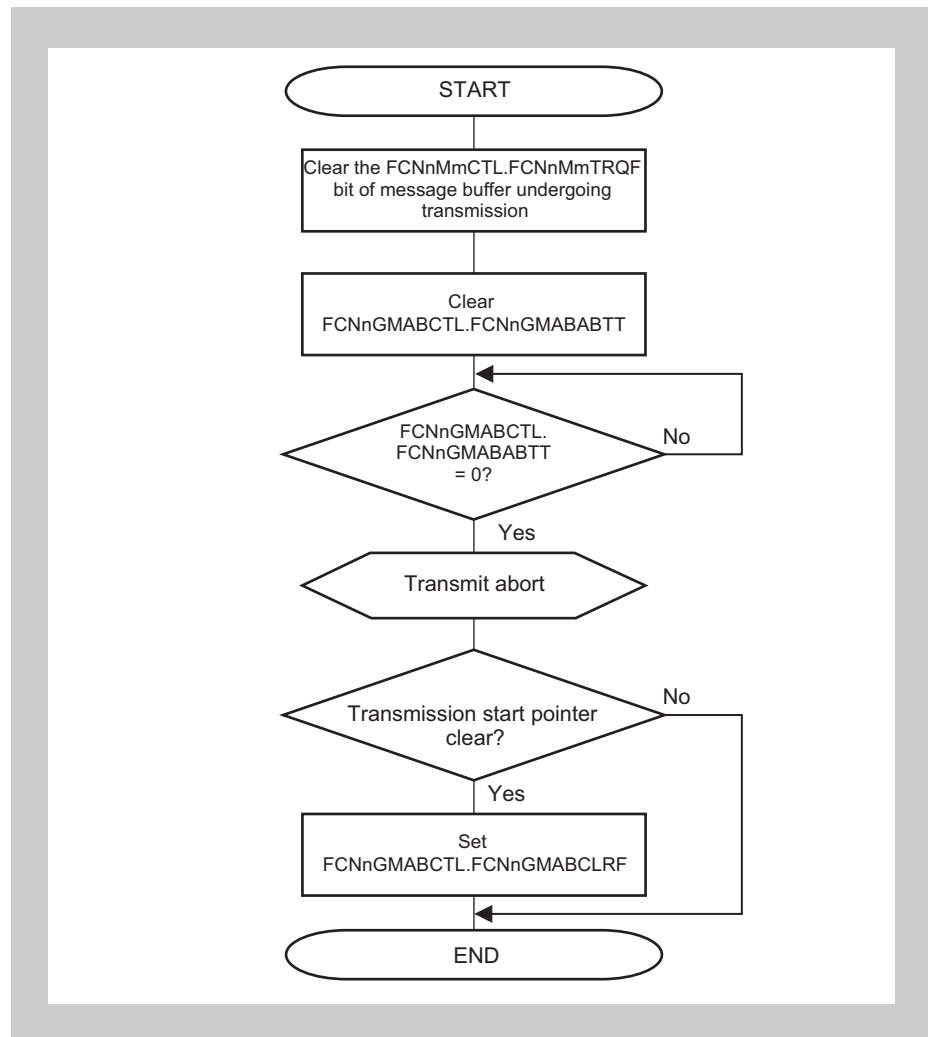 START
Clear the FCNnMmCTL.FCNnMmTRQF
bit of message buffer undergoing
transmission
Clear
FCNnGMABCTL.FCNnGMABABTT
FCNnGMABCTL.
FCNnGMABABTT
= 0?
No
Yes
Transmit abort
Transmission start pointer
clear?
No
Yes
Set
FCNnGMABCTL.FCNnGMABCLRF
END